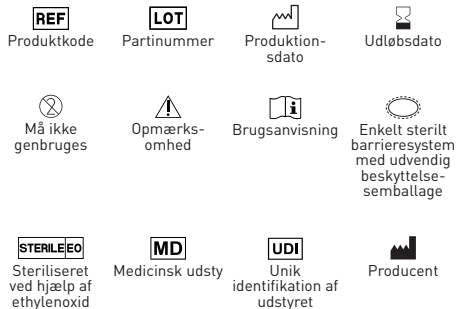 REF
LOT
Produktkode
Partinummer
Produktion-
sdato
Udløbsdato
2
i
Må ikke
genbruges
Opmærks-
omhed
Brugsanvisning
Enkelt sterilt
barrieresystem
med udvendig
beskyttelse-
semballage
STERILE EO
MD
UDI
Steriliseret
ved hjælp af
ethylenoxid
Medicinsk udsty
Unik
identifikation af
udstyret
Producent